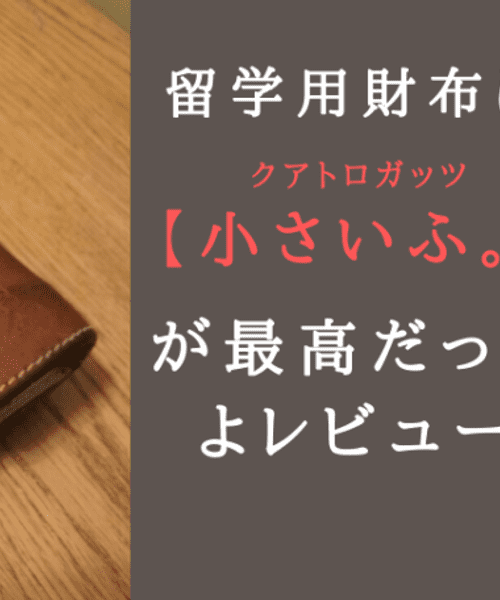 留学用財布
クアトロガッツ
【小さいふ。
が最高だっ
よレビュー